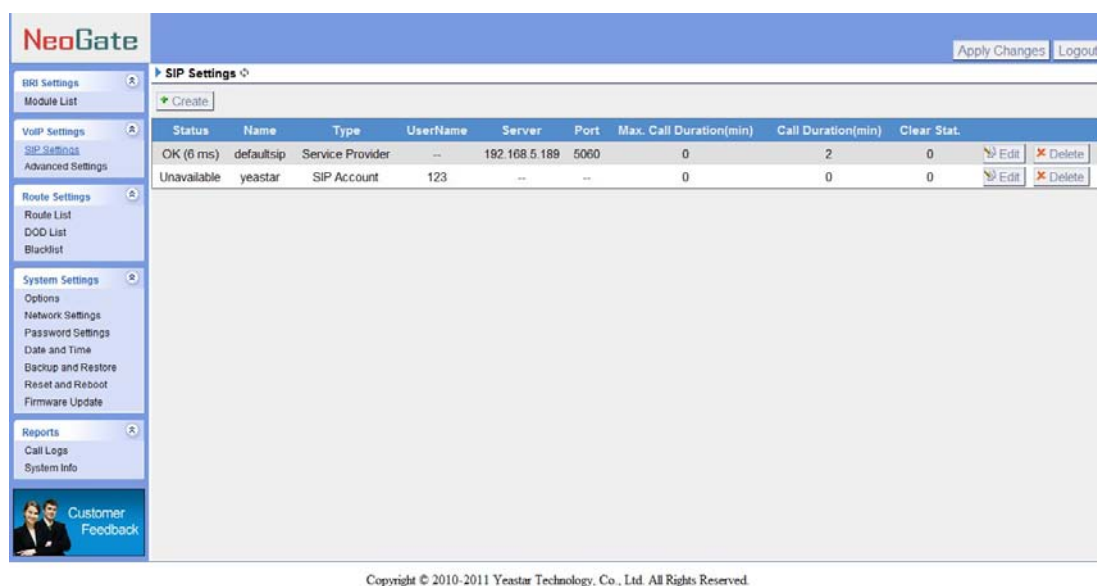 NeoGate
Apply Changes Logout
BRI Settings
Module List
VoIP Settings
SIP Settings
Advanced Settings
Route Settings
Route List
DOD List
Blacklist
System Settings
Options
Network Settings
Password Settings
Date and Time
Backup and Restore
Reset and Reboot
Firmware Update
Reports
Call Logs
System Info
Customer
Feedback
SIP Settings
Create
Status Name Type UserName Server Port Max. Call Duration(min) Call Duration(min) Clear Stat.
OK (6 ms) defaultsip Service Provider -- 192.168.5.189 5060 0 2 0 Edit Delete
Unavailable yeastar SIP Account 123 -- -- 0 0 0 Edit Delete
Copyright © 2010-2011 Yeastar Technology, Co., Ltd. All Rights Reserved.